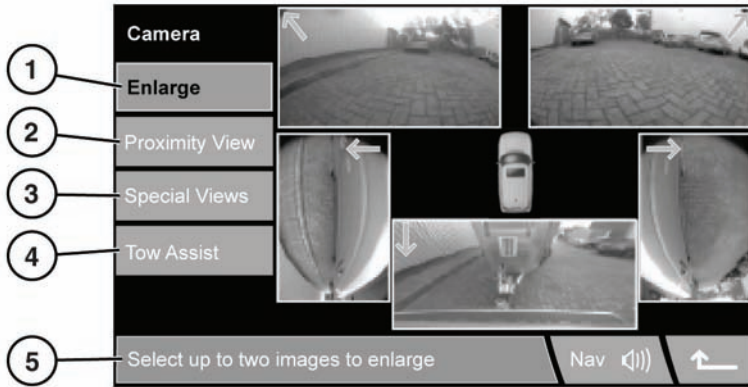 Camera
1
Enlarge
2
Proximity View
3
Special Views
4
Tow Assist
5
Select up to two images to enlarge
Nav